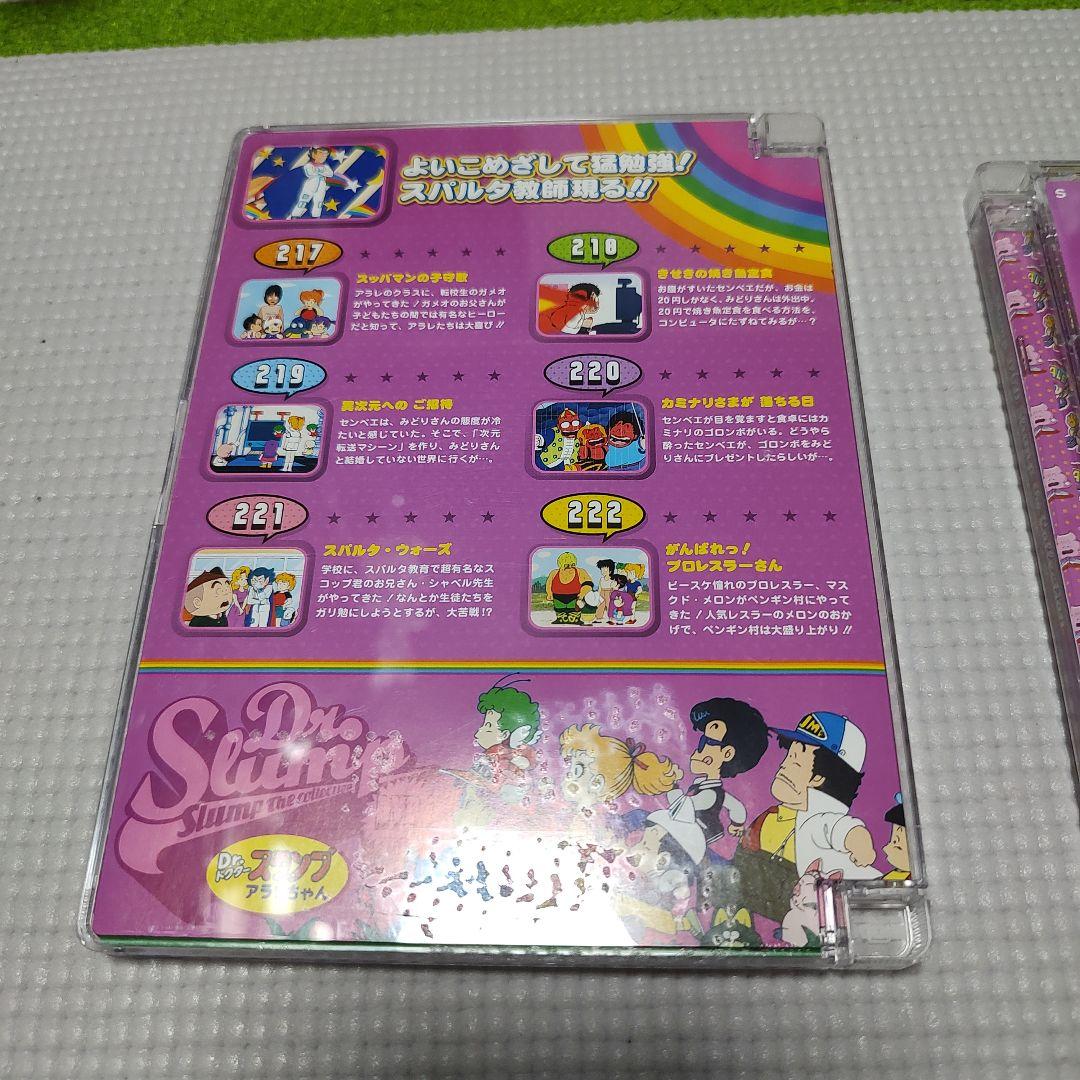 よいこめざして猛勉強!
スパルタ教師現る!!
217
スッパマンの子守歌
アラレのクラスに、転校生のガメオ
がやってきた!ガメオのお父さんが
子どもたちの間では有名なヒーロー
だと知って、アラレたちは大喜び!!
218
きせきの焼き魚定食
お腹がすいたセンベエだが、お金は
20円しかなく、みどりさんは外出中。
20円で焼き魚定食を食べる方法を、
コンピュータにたずねてみるが…?
219
異次元への ご招待
センベエは、みどりさんの態度が冷
たいと感じていた。そこで、「次元
転送マシーン」を作り、みどりさん
と結婚していない世界に行くが…。
220
カミナリさまが 落ちる日
センベエが目を覚ますと食卓にはカ
ミナリのゴロンボがいる。どうやら
酔ったセンベエが、ゴロンボをみど
りさんにプレゼントしたらしいが…。
221
スパルタ・ウォーズ
学校に、スパルタ教育で超有名なス
コップ君のお兄さん・シャベル先生
がやってきた!なんとか生徒たちを
ガリ勉にしようとするが、大苦戦!?
222
がんばれっ!
プロレスラーさん
ピースケ憧れのプロレスラー、マス
クド・メロンがペンギン村にやって
きた!人気レスラーのメロンのおか
げで、ペンギン村は大盛り上がり!!
Dr.
Slump
Slump The collection
Dr.
ドクター
スランプ
アラレちゃん
S